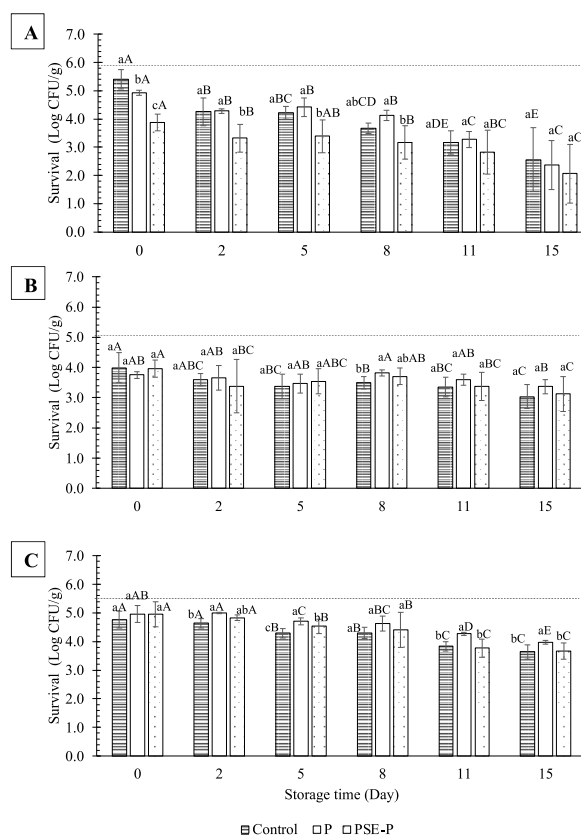 A
Survival (Log CFU/g)
7.0
6.0
5.0
4.0
3.0
2.0
1.0
0.0
aA bA cA aB aB bB aBC aB bAB abCD aB bB aDE aC aBC aE aC aC
0 2 5 8 11 15
B
Survival (Log CFU/g)
7.0
6.0
5.0
4.0
3.0
2.0
1.0
0.0
aA aAB aA aABC aAB aBC aBC aAB aABC bB aA abAB aBC aAB aBC aC aB aC
0 2 5 8 11 15
C
Survival (Log CFU/g)
7.0
6.0
5.0
4.0
3.0
2.0
1.0
0.0
aA aAB aA bA aA abA cB aC bB aB aBC aB bC aD bC bC aE bC
0 2 5 8 11 15
Storage time (Day)
Control P PSE-P